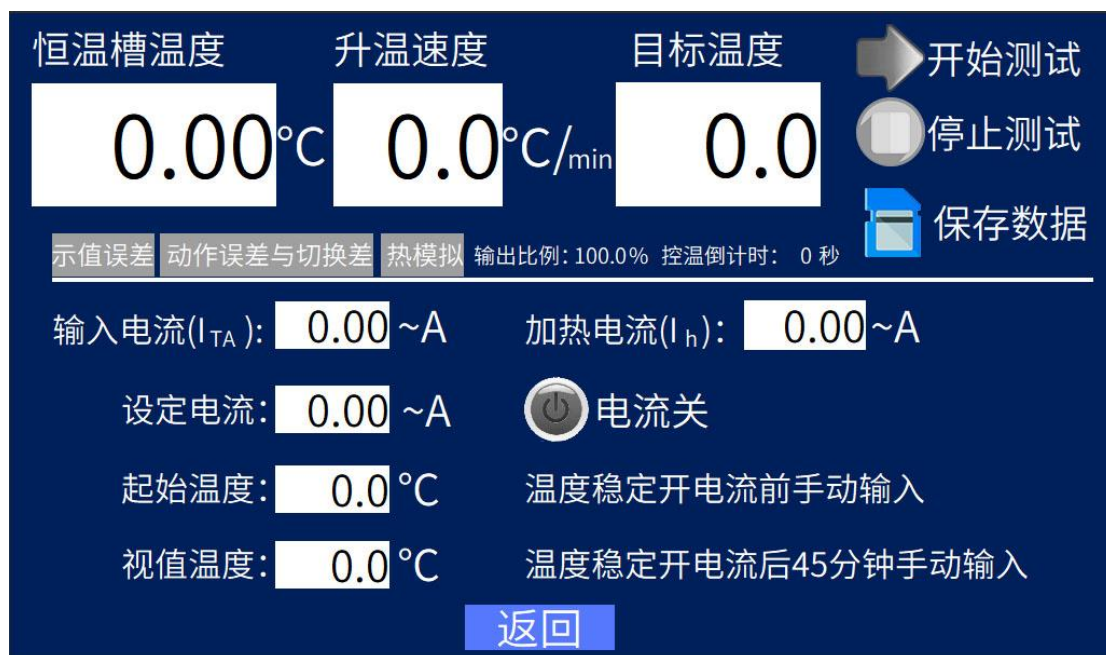 恒温槽温度 升温速度 目标温度 开始测试
0.00°C 0.0°C/min 0.0 停止测试
保存数据
示值误差 动作误差与切换差 热模拟 输出比例:100.0% 控温倒计时: 0 秒
输入电流(I TA ): 0.00 ~A 加热电流(I h): 0.00 ~A
设定电流: 0.00 ~A 电流关
起始温度: 0.0 °C 温度稳定开电流前手动输入
视值温度: 0.0 °C 温度稳定开电流后45分钟手动输入
返回